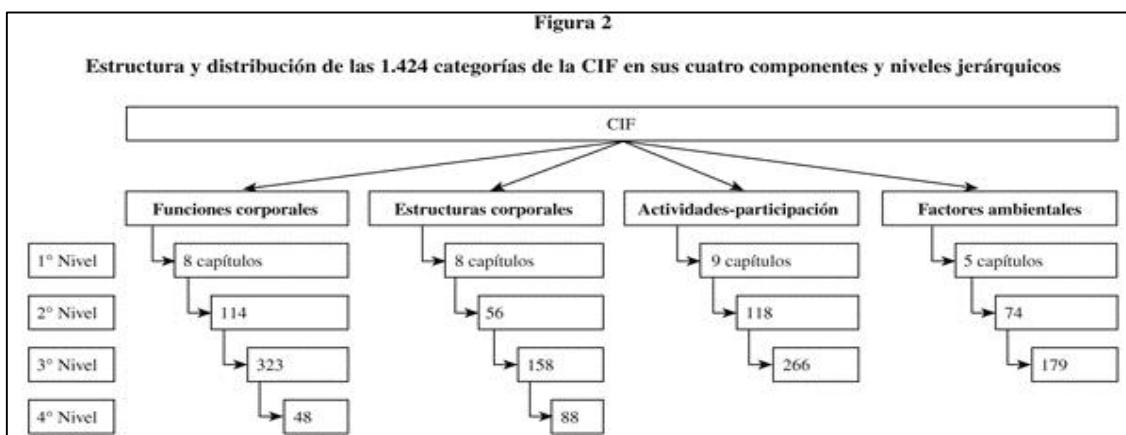 Figura 2
Estructura y distribución de las 1.424 categorías de la CIF en sus cuatro componentes y niveles jerárquicos
CIF
Funciones corporales Estructuras corporales Actividades-participación Factores ambientales
1° Nivel 8 capítulos 8 capítulos 9 capítulos 5 capítulos
2° Nivel 114 56 118 74
3° Nivel 323 158 266 179
4° Nivel 48 88